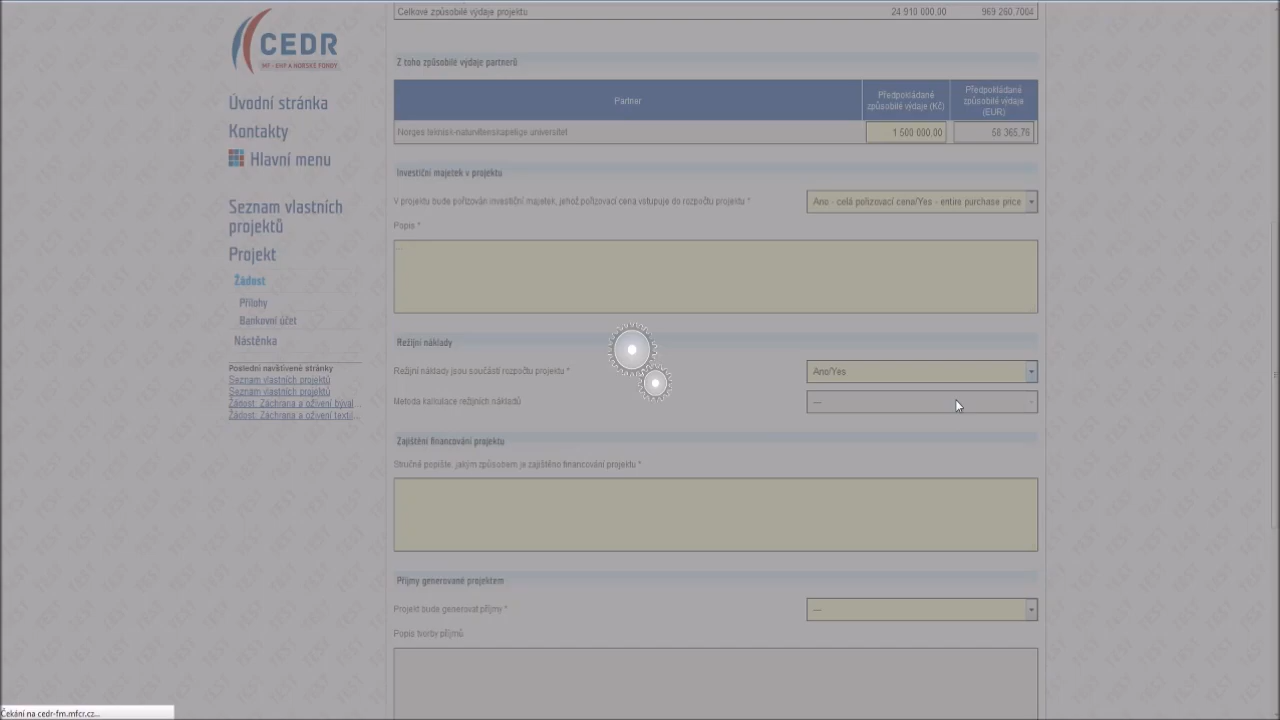 Celkové způsobilé výdaje projektu 24 910 000,00 969 260,7004
CEDR
MF - EHP A NORSKÉ FONDY
Z toho způsobilé výdaje partnerů
Úvodní stránka
Kontakty
Hlavní menu
Partner
Předpokládané způsobilé výdaje (Kč)
Předpokládané způsobilé výdaje (EUR)
Norges teknisk-naturvitenskapelige universitet 1 500 000,00 58 365,76
Investiční majetek v projektu
V projektu bude pořizován investiční majetek, jehož pořizovací cena vstupuje do rozpočtu projektu * Ano - celá pořizovací cena/Yes - entire purchase price
Popis *
Seznam vlastních
projektů
Projekt
Žádost
Přílohy
Bankovní účet
Nástěnka
Poslední navštívené stránky
Seznam vlastních projektů
Seznam vlastních projektů
Žádost: Záchrana a oživení býval...
Žádost: Záchrana a oživení textil...
Režijní náklady
Režijní náklady jsou součástí rozpočtu projektu * Ano/Yes
Metoda kalkulace režijních nákladů ---
Zajištění financování projektu
Stručně popište, jakým způsobem je zajištěno financování projektu *
Příjmy generované projektem
Projekt bude generovat příjmy * ---
Popis tvorby příjmů
Čekání na cedr-fm.mfcr.cz...